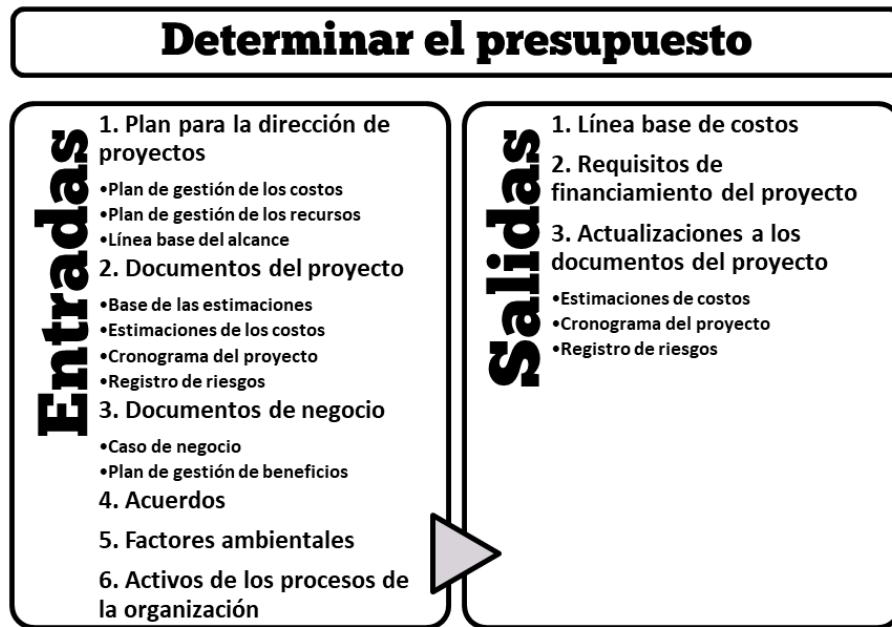 Determinar el presupuesto
Entradas
1. Plan para la dirección de
proyectos
•Plan de gestión de los costos
•Plan de gestión de los recursos
•Línea base del alcance
2. Documentos del proyecto
•Base de las estimaciones
•Estimaciones de los costos
•Cronograma del proyecto
•Registro de riesgos
3. Documentos de negocio
•Caso de negocio
•Plan de gestión de beneficios
4. Acuerdos
5. Factores ambientales
6. Activos de los procesos de
la organización
Salidas
1. Línea base de costos
2. Requisitos de
financiamiento del proyecto
3. Actualizaciones a los
documentos del proyecto
•Estimaciones de costos
•Cronograma del proyecto
•Registro de riesgos